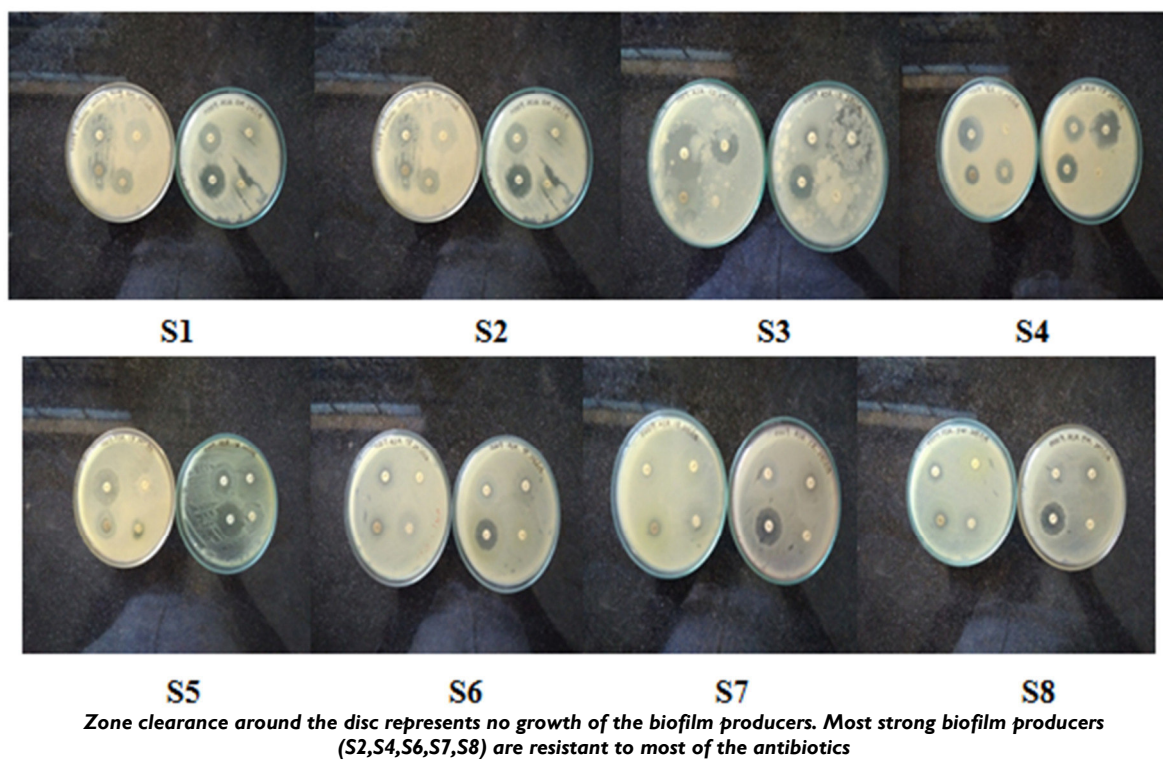 S1 S2 S3 S4
S5 S6 S7 S8
Zone clearance around the disc represents no growth of the biofilm producers. Most strong biofilm producers
(S2,S4,S6,S7,S8) are resistant to most of the antibiotics